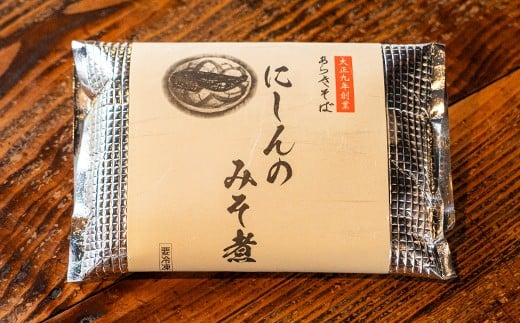 大正九年創業
あらきそば
にしんの
みそ煮
要冷凍